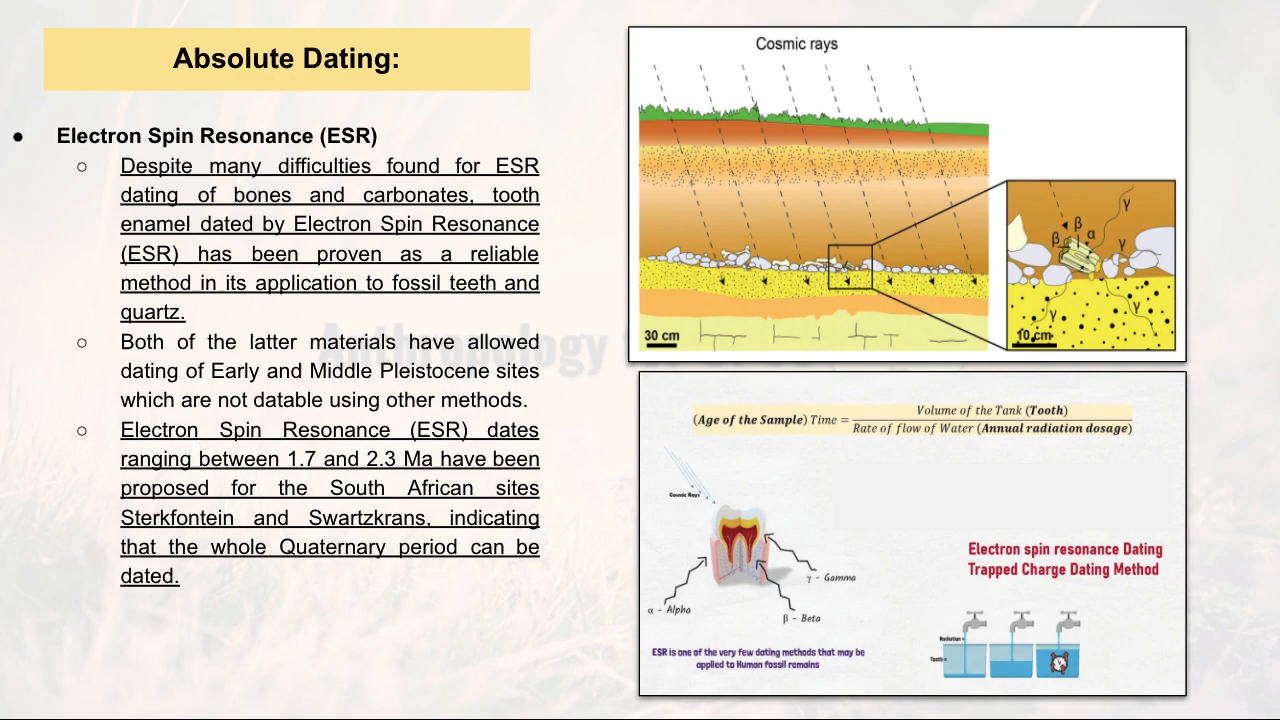 Absolute Dating:
● Electron Spin Resonance (ESR)
○ Despite many difficulties found for ESR
dating of bones and carbonates, tooth
enamel dated by Electron Spin Resonance
(ESR) has been proven as a reliable
method in its application to fossil teeth and
quartz.
○ Both of the latter materials have allowed
dating of Early and Middle Pleistocene sites
which are not datable using other methods.
○ Electron Spin Resonance (ESR) dates
ranging between 1.7 and 2.3 Ma have been
proposed for the South African sites
Sterkfontein and Swartzkrans, indicating
that the whole Quaternary period can be
dated.
Cosmic rays
γ
β
β α
γ
γ
γ
30 cm
10 cm
(Age of the Sample) Time = Volume of the Tank (Tooth)
Rate of flow of Water (Annual radiation dosage)
Cosmic Rays
γ - Gamma
α - Alpha
β - Beta
ESR is one of the very few dating methods that may be
applied to Human fossil remains
Electron spin resonance Dating
Trapped Charge Dating Method
Radiation
Tooth